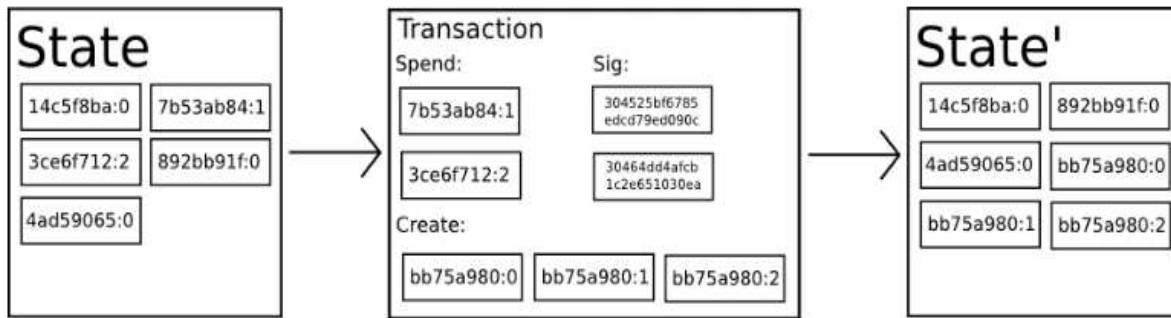 State
14c5f8ba:0 7b53ab84:1
3ce6f712:2 892bb91f:0
4ad59065:0
Transaction
Spend: Sig:
7b53ab84:1 304525bf6785
edcd79ed090c
3ce6f712:2 30464dd4afcb
1c2e651030ea
Create:
bb75a980:0 bb75a980:1 bb75a980:2
State'
14c5f8ba:0 892bb91f:0
4ad59065:0 bb75a980:0
bb75a980:1 bb75a980:2